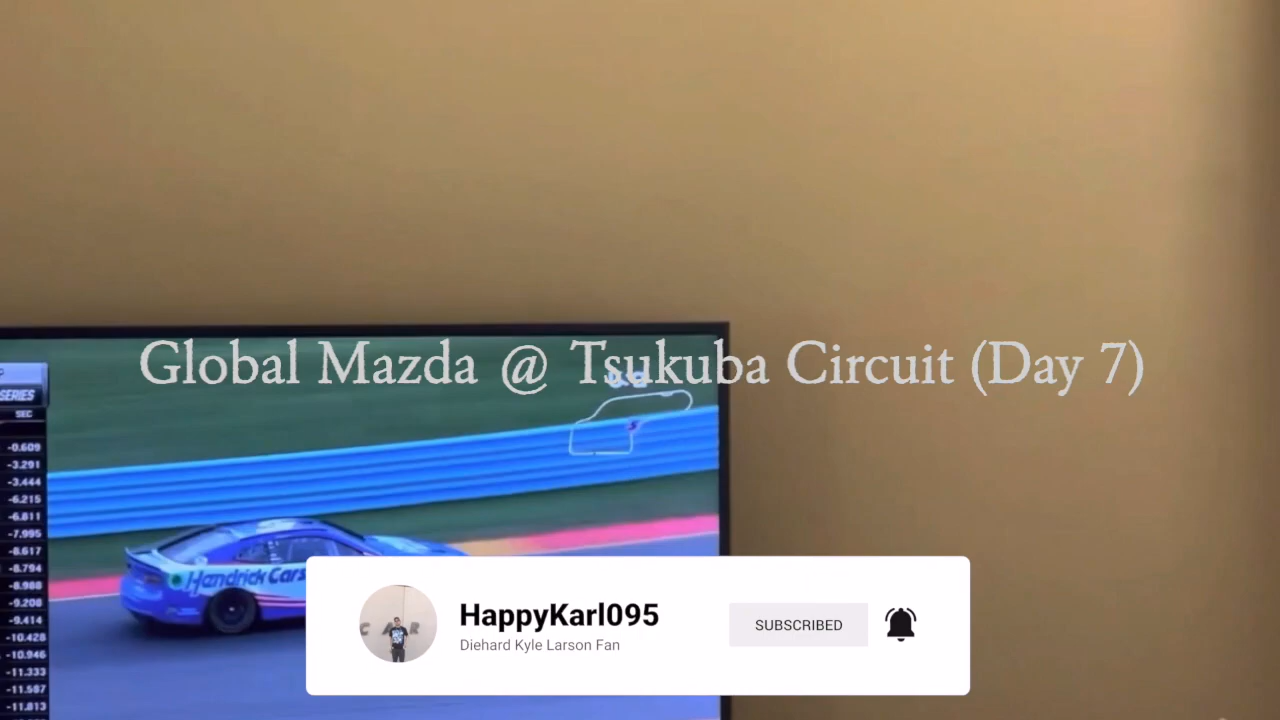 Global Mazda @ Tsukuba Circuit (Day 7)
SERIES
SEC
-0.609
-3.291
-3.444
-6.215
-6.811
-7.995
-8.617
-8.794
-8.988
-9.208
-9.414
-10.428
-10.946
-11.333
-11.587
-11.813
Hendrick Cars
HappyKarl095
Diehard Kyle Larson Fan
SUBSCRIBED